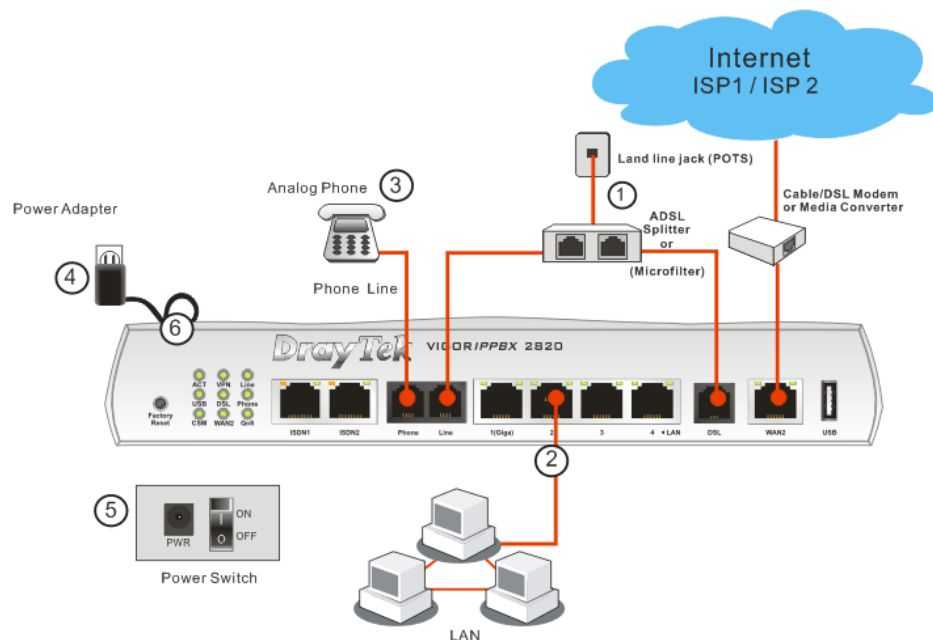 Internet
ISP1 / ISP 2
Land line jack (POTS)
3
Analog Phone
1
Cable/DSL Modem
or Media Converter
Power Adapter
ADSL
Splitter
or
(Microfilter)
4
Phone Line
6
DrayTek VIGORIPPBX 2820
ACT VPN Line
USB DSL Phone
CSM WAN2 QoS
Factory
Reset
ISDN1 ISDN2 Phone Line 1(Giga) 2 3 4 ◂LAN DSL WAN2 USB
2
5
PWR
ON
OFF
I
O
Power Switch
LAN